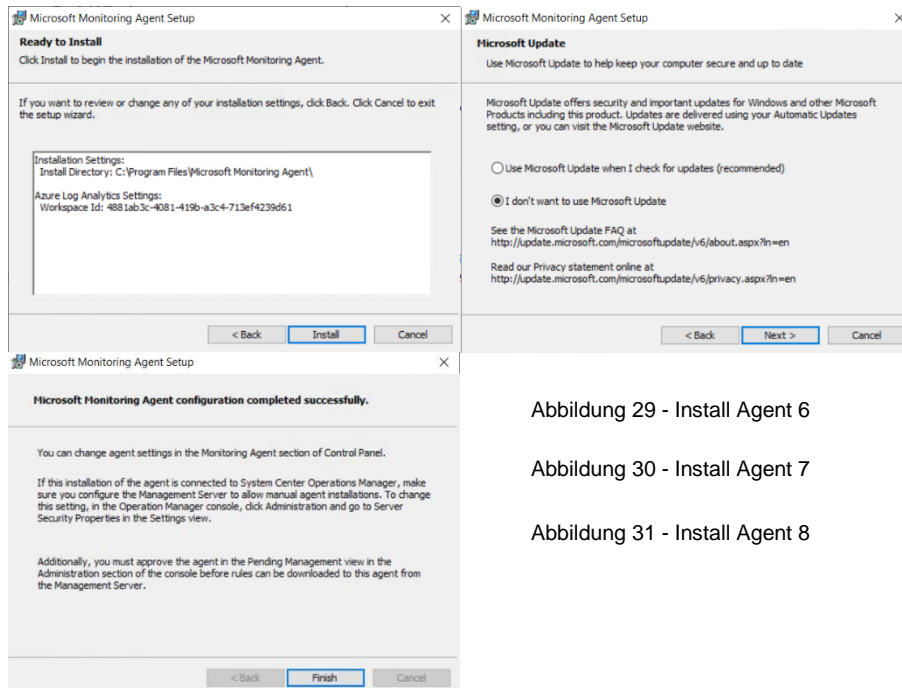 Microsoft Monitoring Agent Setup
Ready to Install
Click Install to begin the installation of the Microsoft Monitoring Agent.
If you want to review or change any of your installation settings, click Back. Click Cancel to exit
the setup wizard.
Installation Settings:
Install Directory: C:\Program Files\Microsoft Monitoring Agent\
Azure Log Analytics Settings:
Workspace Id: 4881ab3c-4081-419b-a3c4-713ef4239d61
< Back Install Cancel
Microsoft Monitoring Agent Setup
Microsoft Update
Use Microsoft Update to help keep your computer secure and up to date
Microsoft Update offers security and important updates for Windows and other Microsoft
Products including this product. Updates are delivered using your Automatic Updates
setting, or you can visit the Microsoft Update website.
Use Microsoft Update when I check for updates (recommended)
I don't want to use Microsoft Update
See the Microsoft Update FAQ at
http://update.microsoft.com/microsoftupdate/v6/about.aspx?ln=en
Read our Privacy statement online at
http://update.microsoft.com/microsoftupdate/v6/privacy.aspx?ln=en
< Back Next > Cancel
Microsoft Monitoring Agent Setup
Microsoft Monitoring Agent configuration completed successfully.
You can change agent settings in the Monitoring Agent section of Control Panel.
If this installation of the agent is connected to System Center Operations Manager, make
sure you configure the Management Server to allow manual agent installations. To change
this setting, in the Operation Manager console, click Administration and go to Server
Security Properties in the Settings view.
Additionally, you must approve the agent in the Pending Management view in the
Administration section of the console before rules can be downloaded to this agent from
the Management Server.
< Back Finish Cancel
Abbildung 29 - Install Agent 6
Abbildung 30 - Install Agent 7
Abbildung 31 - Install Agent 8